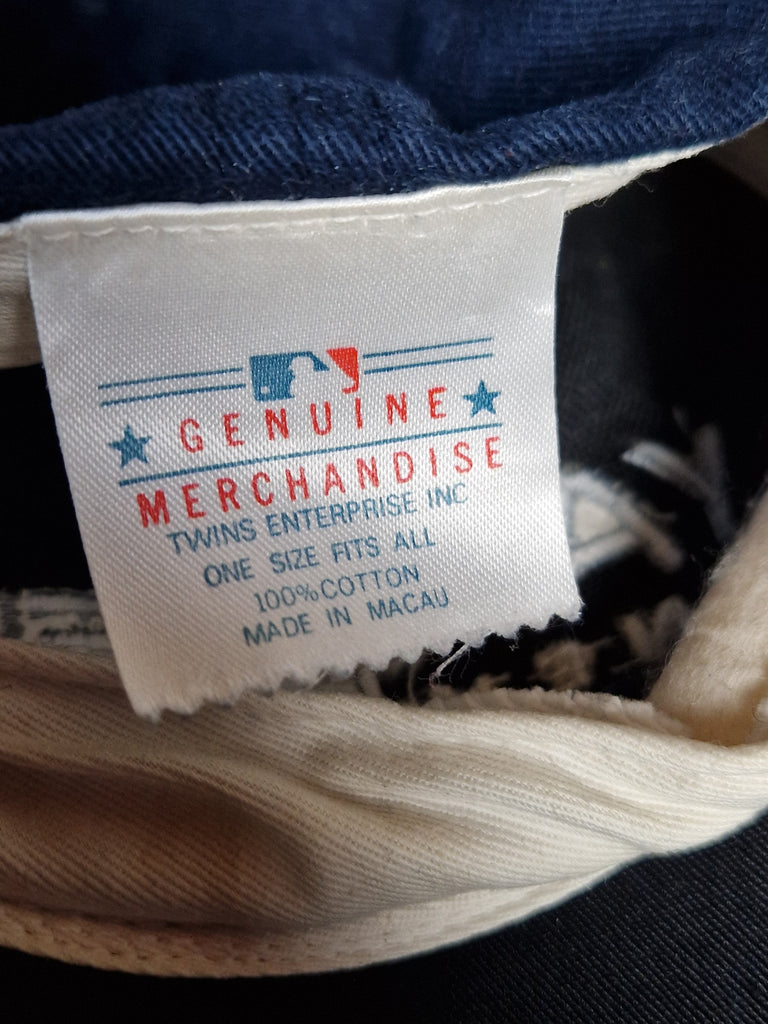 GENUINE
MERCHANDISE
TWINS ENTERPRISE INC
ONE SIZE FITS ALL
100% COTTON
MADE IN MACAU